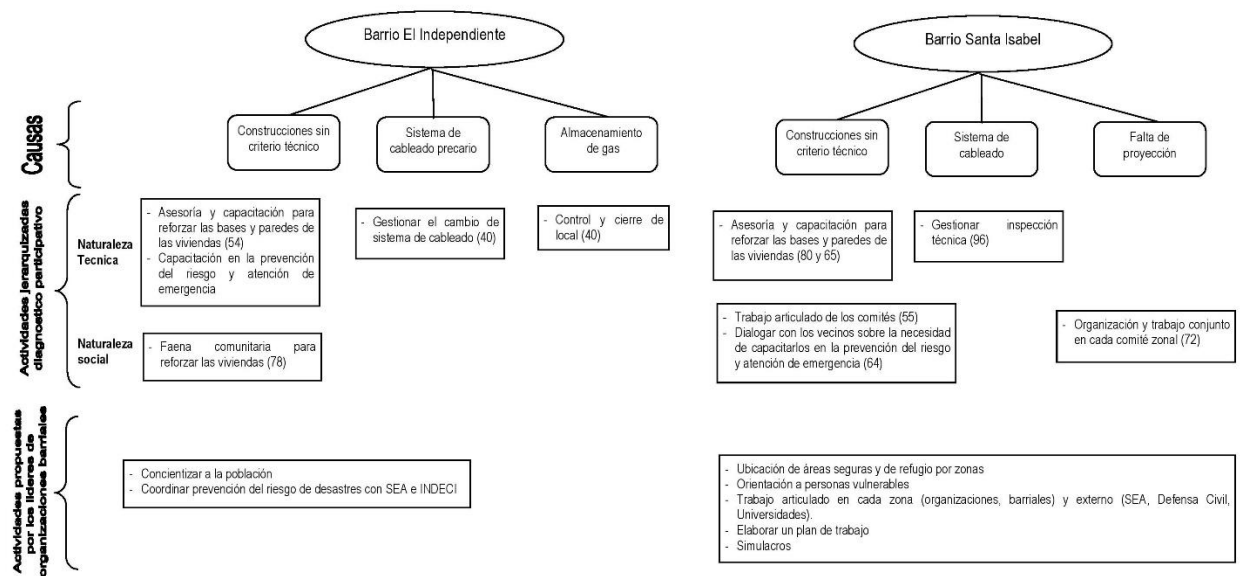 Barrio El Independiente
Barrio Santa Isabel
Causas
Construcciones sin
criterio técnico
Sistema de
cableado precario
Almacenamiento
de gas
Construcciones sin
criterio técnico
Sistema de
cableado
Falta de
proyección
Actividades jerarquizadas
diagnostico participativo
Naturaleza
Tecnica
- Asesoría y capacitación para
reforzar las bases y paredes de
las viviendas (54)
- Capacitación en la prevención
del riesgo y atención de
emergencia
- Gestionar el cambio de
sistema de cableado (40)
- Control y cierre de
local (40)
- Asesoría y capacitación para
reforzar las bases y paredes de
las viviendas (80 y 65)
- Gestionar inspección
técnica (96)
Naturaleza
social
- Faena comunitaria para
reforzar las viviendas (78)
- Trabajo articulado de los comités (55)
- Dialogar con los vecinos sobre la necesidad
de capacitarlos en la prevención del riesgo
y atención de emergencia (64)
- Organización y trabajo conjunto
en cada comité zonal (72)
Actividades propuestas
por los lideres de
organizaciones barriales
- Concientizar a la población
- Coordinar prevención del riesgo de desastres con SEA e INDECI
- Ubicación de áreas seguras y de refugio por zonas
- Orientación a personas vulnerables
- Trabajo articulado en cada zona (organizaciones, barriales) y externo (SEA, Defensa Civil,
Universidades).
- Elaborar un plan de trabajo
- Simulacros